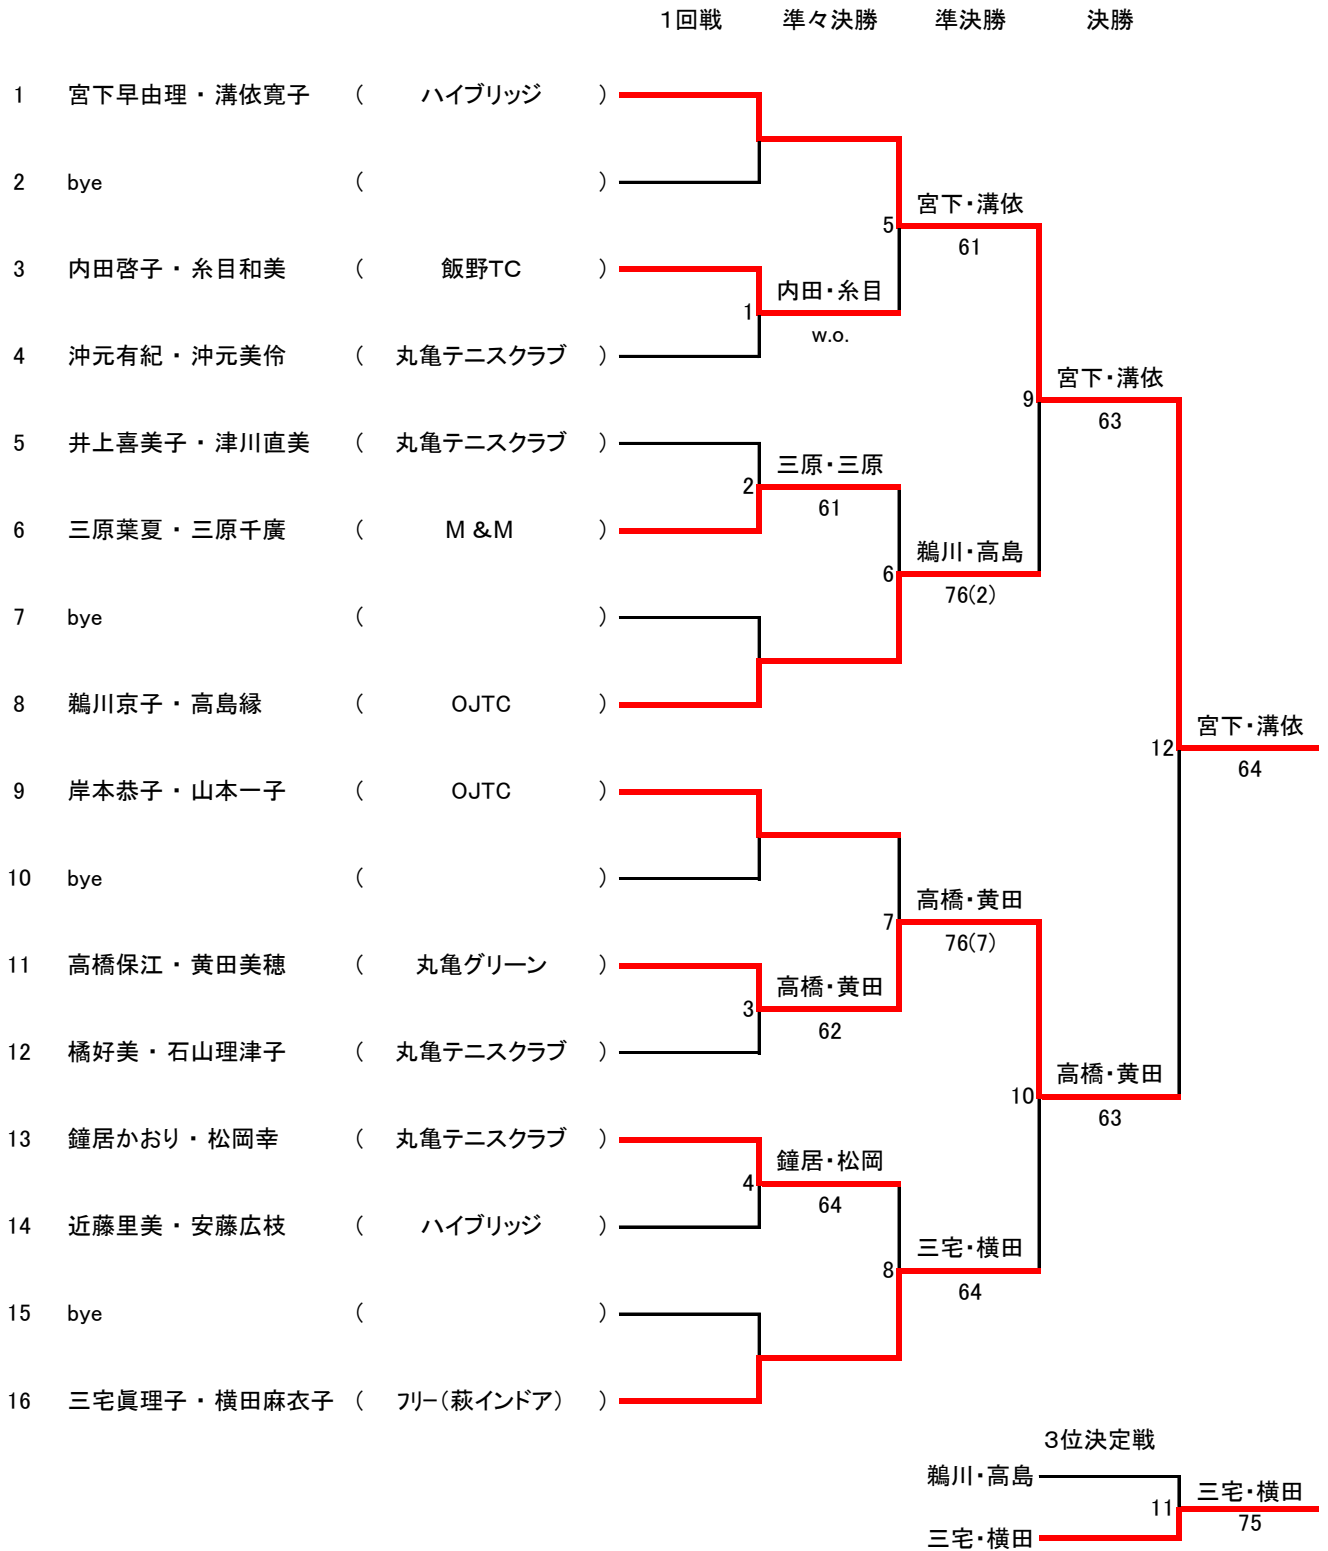 1回戦 準々決勝 準決勝 決勝
1 宮下早由理 ・ 溝依寛子 ( ハイブリッジ )
2 bye ( )
宮下・溝依
5
61
3 内田啓子 ・ 糸目和美 ( 飯野TC )
内田・糸目
1
w.o.
4 沖元有紀 ・ 沖元美伶 ( 丸亀テニスクラブ )
宮下・溝依
9
63
5 井上喜美子 ・ 津川直美 ( 丸亀テニスクラブ )
三原・三原
2
61
6 三原葉夏 ・ 三原千廣 ( M &M )
鵜川・高島
6
76(2)
7 bye ( )
8 鵜川京子 ・ 高島縁 ( OJTC )
宮下・溝依
12
64
9 岸本恭子 ・ 山本一子 ( OJTC )
10 bye ( )
高橋・黄田
7
76(7)
11 高橋保江 ・ 黄田美穂 ( 丸亀グリーン )
高橋・黄田
3
62
12 橘好美 ・ 石山理津子 ( 丸亀テニスクラブ )
高橋・黄田
10
63
13 鐘居かおり ・ 松岡幸 ( 丸亀テニスクラブ )
鐘居・松岡
4
64
14 近藤里美 ・ 安藤広枝 ( ハイブリッジ )
三宅・横田
8
64
15 bye ( )
16 三宅眞理子 ・ 横田麻衣子 ( フリー(萩インドア) )
3位決定戦
鵜川・高島
三宅・横田
11
75
三宅・横田